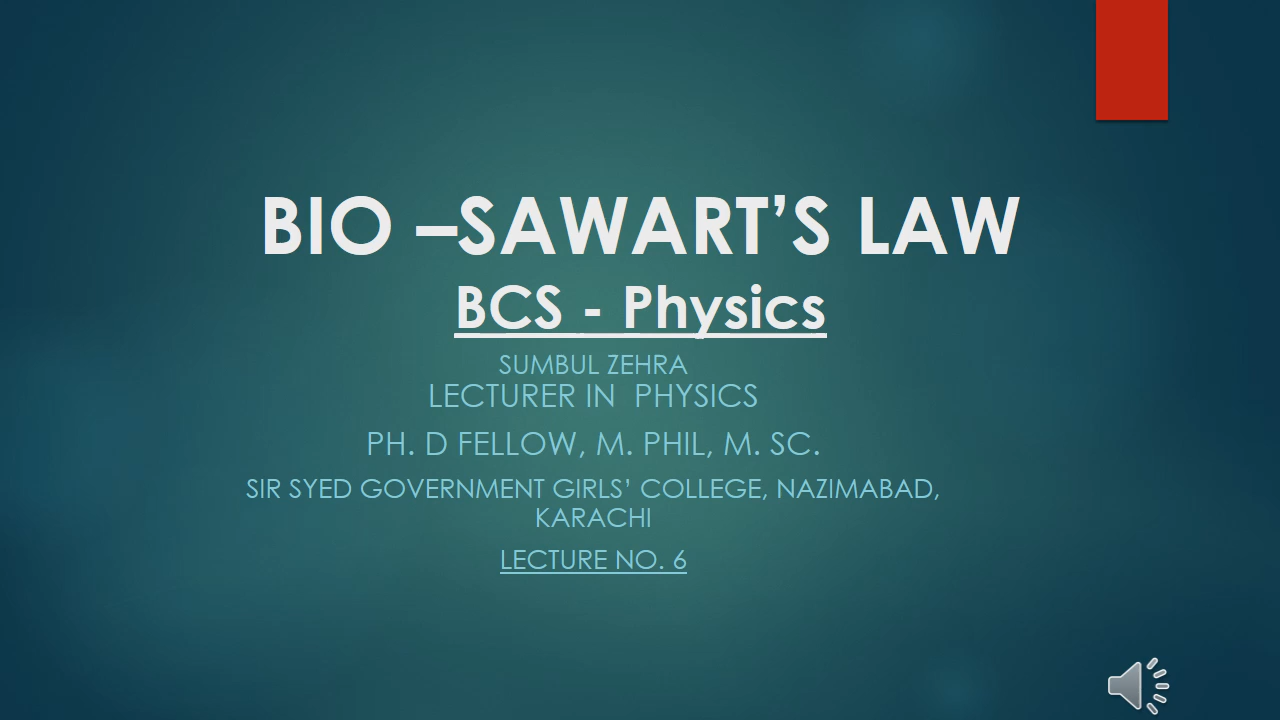 BIO –SAWART’S LAW
BCS - Physics
SUMBUL ZEHRA
LECTURER IN  PHYSICS
PH. D FELLOW, M. PHIL, M. SC.
SIR SYED GOVERNMENT GIRLS’ COLLEGE, NAZIMABAD,
KARACHI
LECTURE NO. 6